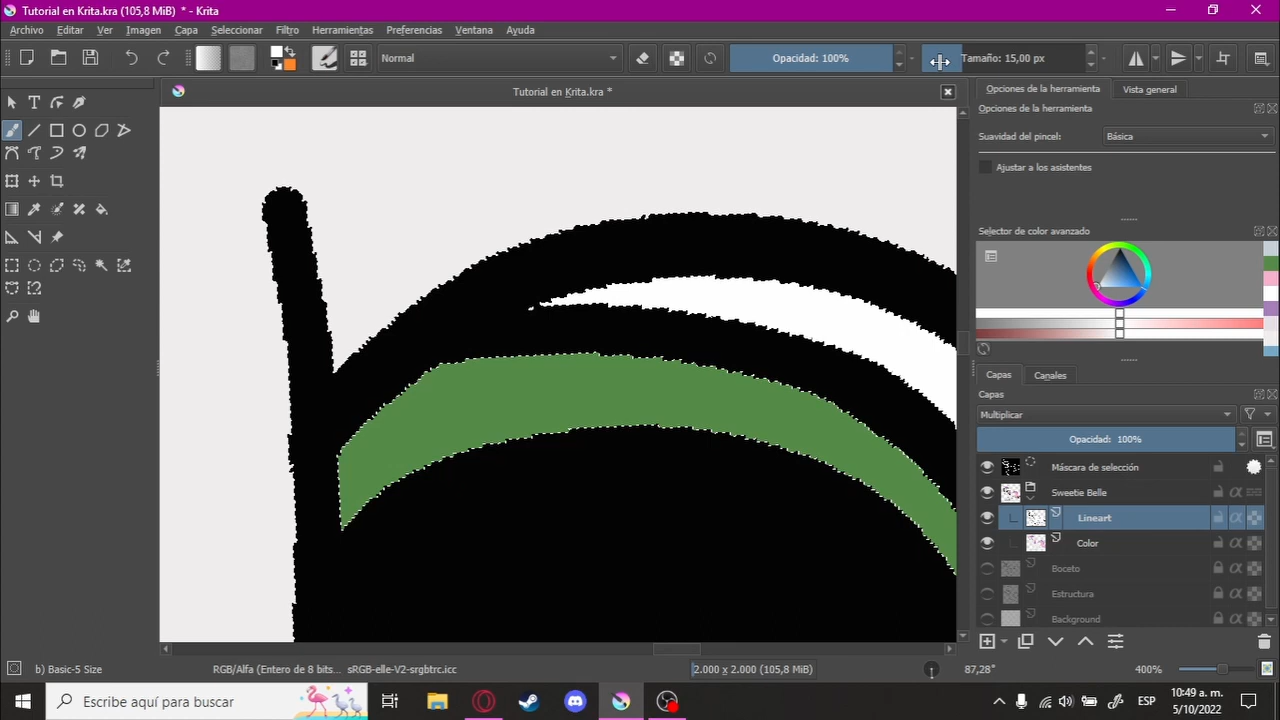 Tutorial en Krita.kra (105,8 MiB) * - Krita
Archivo Editar Ver Imagen Capa Seleccionar Filtro Herramientas Preferencias Ventana Ayuda
Normal
Opacidad: 100%
Tamaño: 15,00 px
Tutorial en Krita.kra *
Opciones de la herramienta
Vista general
Opciones de la herramienta
Suavidad del pincel:
Básica
Ajustar a los asistentes
Selector de color avanzado
Capas
Canales
Capas
Multiplicar
Opacidad: 100%
Máscara de selección
Sweetie Belle
Lineart
Color
Boceto
Estructura
Background
b) Basic-5 Size
RGB/Alfa (Entero de 8 bits... sRGB-elle-V2-srgbtrc.icc
2.000 x 2.000 (105,8 MiB)
87,28°
400%
Escribe aquí para buscar
ESP
10:49 a. m.
5/10/2022